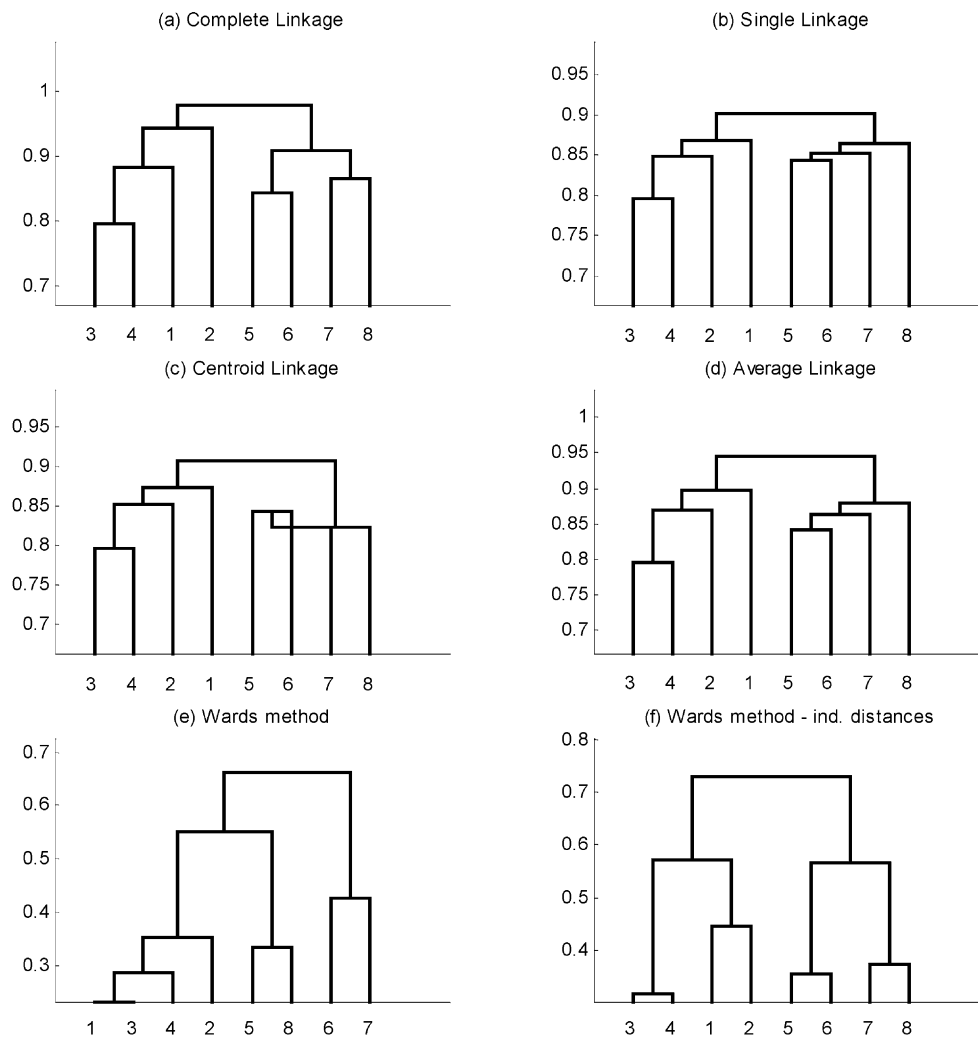 (a) Complete Linkage
1
0.9
0.8
0.7
3 4 1 2 5 6 7 8
(b) Single Linkage
0.95
0.9
0.85
0.8
0.75
0.7
3 4 2 1 5 6 7 8
(c) Centroid Linkage
0.95
0.9
0.85
0.8
0.75
0.7
3 4 2 1 5 6 7 8
(d) Average Linkage
1
0.95
0.9
0.85
0.8
0.75
0.7
3 4 2 1 5 6 7 8
(e) Wards method
0.7
0.6
0.5
0.4
0.3
1 3 4 2 5 8 6 7
(f) Wards method - ind. distances
0.8
0.7
0.6
0.5
0.4
3 4 1 2 5 6 7 8